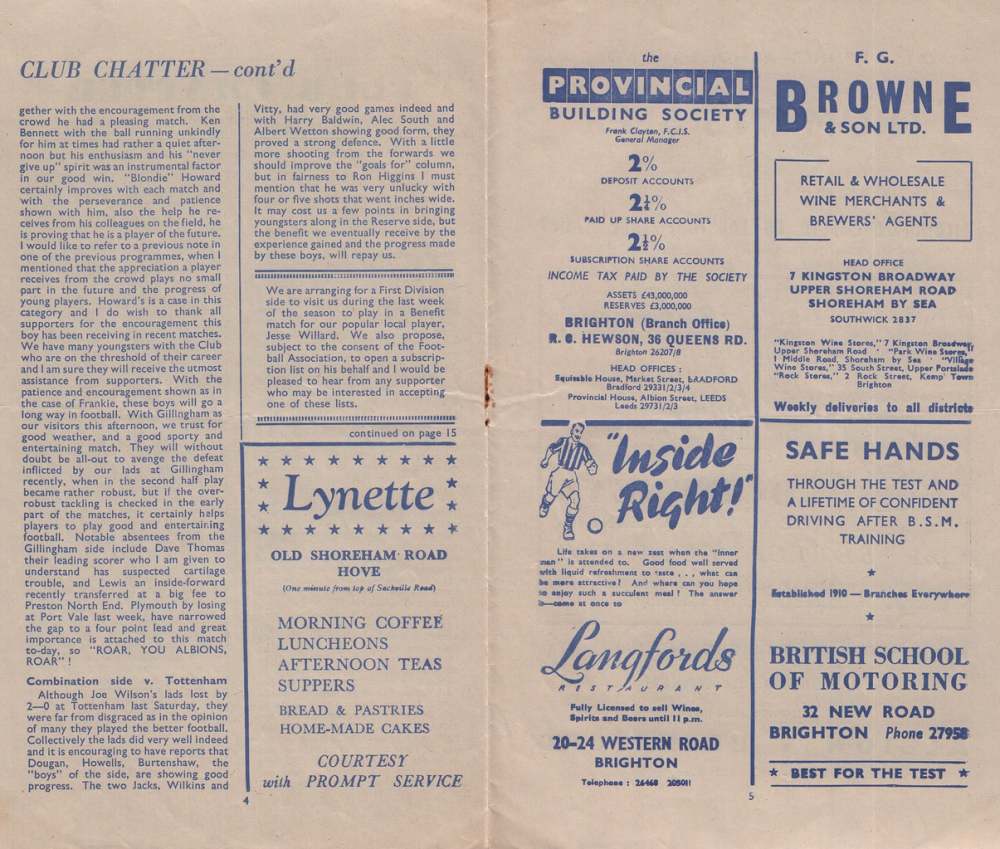 CLUB CHATTER — cont'd
gether with the encouragement from the
crowd he had a pleasing match. Ken
Bennett with the ball running unkindly
for him at times had rather a quiet after-
noon but his enthusiasm and his "never
give up" spirit was an instrumental factor
in our good win. "Blondie" Howard
certainly improves with each match and
with the perseverance and patience
shown with him, also the help he re-
ceives from his colleagues on the field, he
is proving that he is a player of the future.
I would like to refer to a previous note in
one of the previous programmes, when I
mentioned that the appreciation a player
receives from the crowd plays no small
part in the future and the progress of
young players. Howard's is a case in this
category and I do wish to thank all
supporters for the encouragement this
boy has been receiving in recent matches.
We have many youngsters with the Club
who are on the threshold of their career
and I am sure they will receive the utmost
assistance from supporters. With the
patience and encouragement shown as in
the case of Frankie, these boys will go a
long way in football. With Gillingham as
our visitors this afternoon, we trust for
good weather, and a good sporty and
entertaining match. They will without
doubt be all-out to avenge the defeat
inflicted by our lads at Gillingham
recently, when in the second half play
became rather robust, but if the over-
robust tackling is checked in the early
part of the matches, it certainly helps
players to play good and entertaining
football. Notable absentees from the
Gillingham side include Dave Thomas
their leading scorer who I am given to
understand has suspected cartilage
trouble, and Lewis an inside-forward
recently transferred at a big fee to
Preston North End. Plymouth by losing
at Port Vale last week, have narrowed
the gap to a four point lead and great
importance is attached to this match
to-day, so "ROAR, YOU ALBIONS,
ROAR" !
Combination side v. Tottenham
Although Joe Wilson's lads lost by
2—0 at Tottenham last Saturday, they
were far from disgraced as in the opinion
of many they played the better football.
Collectively the lads did very well indeed
and it is encouraging to have reports that
Dougan, Howells, Burtenshaw, the
"boys" of the side, are showing good
progress. The two Jacks, Wilkins and
Vitty, had very good games indeed and
with Harry Baldwin, Alec South and
Albert Wetton showing good form, they
proved a strong defence. With a little
more shooting from the forwards we
should improve the "goals for" column,
but in fairness to Ron Higgins I must
mention that he was very unlucky with
four or five shots that went inches wide.
It may cost us a few points in bringing
youngsters along in the Reserve side, but
the benefit we eventually receive by the
experience gained and the progress made
by these boys, will repay us.
We are arranging for a First Division
side to visit us during the last week
of the season to play in a Benefit
match for our popular local player,
Jesse Willard. We also propose,
subject to the consent of the Foot-
ball Association, to open a subscrip-
tion list on his behalf and I would be
pleased to hear from any supporter
who may be interested in accepting
one of these lists.
continued on page 15
Lynette
OLD SHOREHAM ROAD
HOVE
(One minute from top of Sackville Road)
MORNING COFFEE
LUNCHEONS
AFTERNOON TEAS
SUPPERS
BREAD & PASTRIES
HOME-MADE CAKES
COURTESY
with PROMPT SERVICE
4
the
PROVINCIAL
BUILDING SOCIETY
Frank Clayton, F.C.I.S.
General Manager
2%
DEPOSIT ACCOUNTS
2¼%
PAID UP SHARE ACCOUNTS
2½%
SUBSCRIPTION SHARE ACCOUNTS
INCOME TAX PAID BY THE SOCIETY
ASSETS £43,000,000
RESERVES £3,000,000
BRIGHTON (Branch Office)
R. G. HEWSON, 36 QUEENS RD.
Brighton 26207/8
HEAD OFFICES :
Equitable House, Market Street, BRADFORD
Bradford 29331/2/3/4
Provincial House, Albion Street, LEEDS
Leeds 29731/2/3
"Inside
Right!"
Life takes on a new zest when the "inner
man" is attended to. Good food well served
with liquid refreshment to taste . . , what can
be more attractive? And where can you hope
to enjoy such a succulent meal ? The answer
is—come at once to
Langfords
RESTAURANT
Fully Licensed to sell Wines,
Spirits and Beers until 11 p.m.
20-24 WESTERN ROAD
BRIGHTON
Telephone : 26468 205011
F. G.
BROWNE
& SON LTD.
RETAIL & WHOLESALE
WINE MERCHANTS &
BREWERS' AGENTS
HEAD OFFICE
7 KINGSTON BROADWAY
UPPER SHOREHAM ROAD
SHOREHAM BY SEA
SOUTHWICK 2837
"Kingston Wine Stores," 7 Kingston Broadway,
Upper Shoreham Road "Park Wine Stores,"
1 Middle Road, Shoreham by Sea "Village
Wine Stores," 35 South Street, Upper Portslade
"Rock Stores," 2 Rock Street, Kemp Town
Brighton
Weekly deliveries to all districts
SAFE HANDS
THROUGH THE TEST AND
A LIFETIME OF CONFIDENT
DRIVING AFTER B.S.M.
TRAINING
Established 1910 — Branches Everywhere
BRITISH SCHOOL
OF MOTORING
32 NEW ROAD
BRIGHTON Phone 27958
BEST FOR THE TEST
5